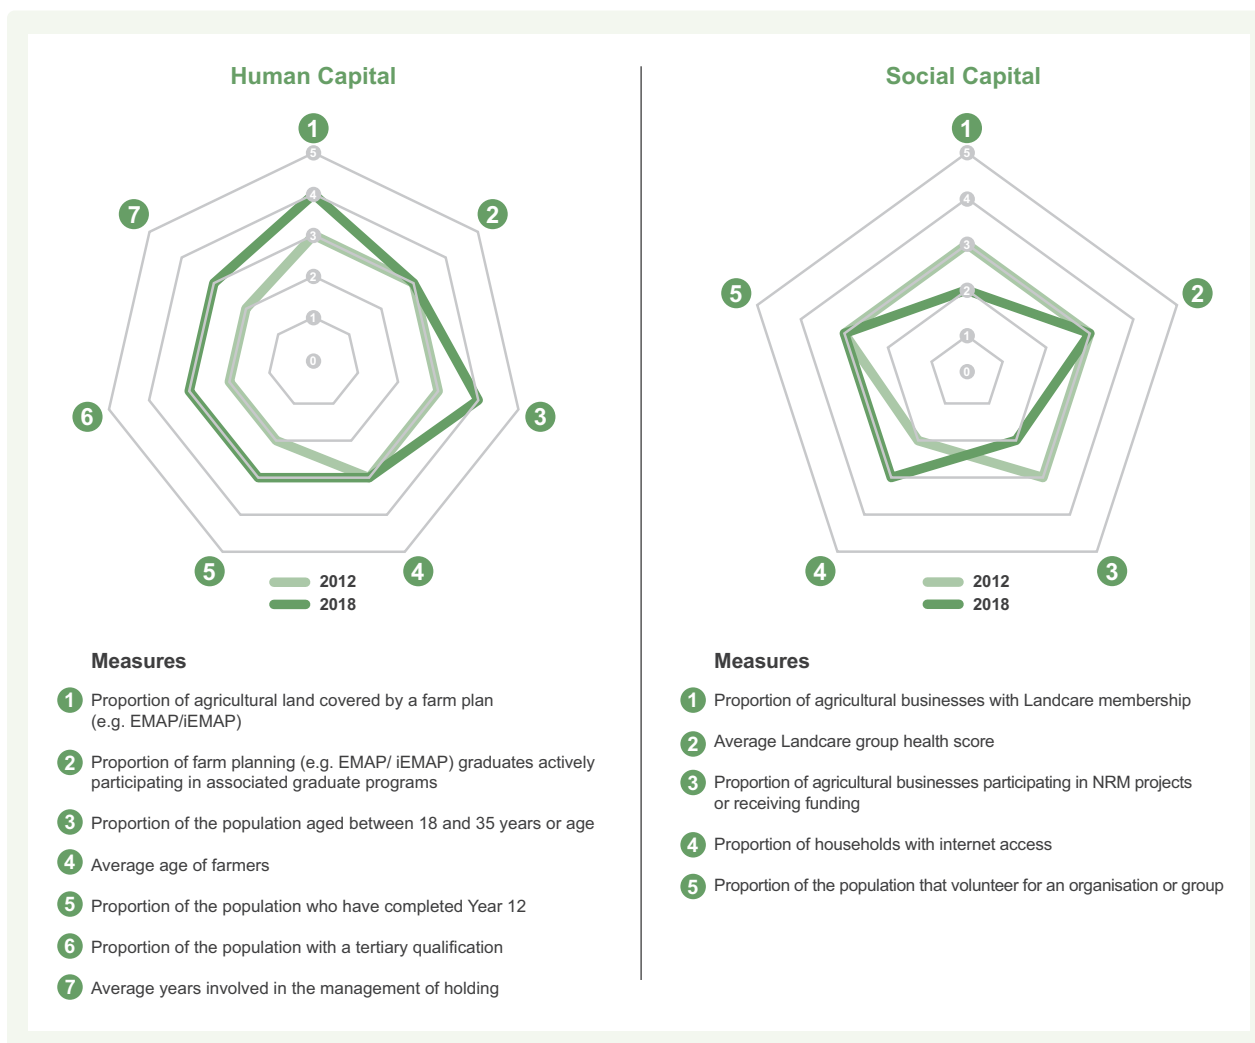 Human Capital
1
5
7
4
2
3
2
1
0
6
3
5
4
2012
2018
Measures
1 Proportion of agricultural land covered by a farm plan
(e.g. EMAP/iEMAP)
2 Proportion of farm planning (e.g. EMAP/ iEMAP) graduates actively
participating in associated graduate programs
3 Proportion of the population aged between 18 and 35 years or age
4 Average age of farmers
5 Proportion of the population who have completed Year 12
6 Proportion of the population with a tertiary qualification
7 Average years involved in the management of holding
Social Capital
1
5
4
3
5
2
2
1
0
4
3
2012
2018
Measures
1 Proportion of agricultural businesses with Landcare membership
2 Average Landcare group health score
3 Proportion of agricultural businesses participating in NRM projects
or receiving funding
4 Proportion of households with internet access
5 Proportion of the population that volunteer for an organisation or group